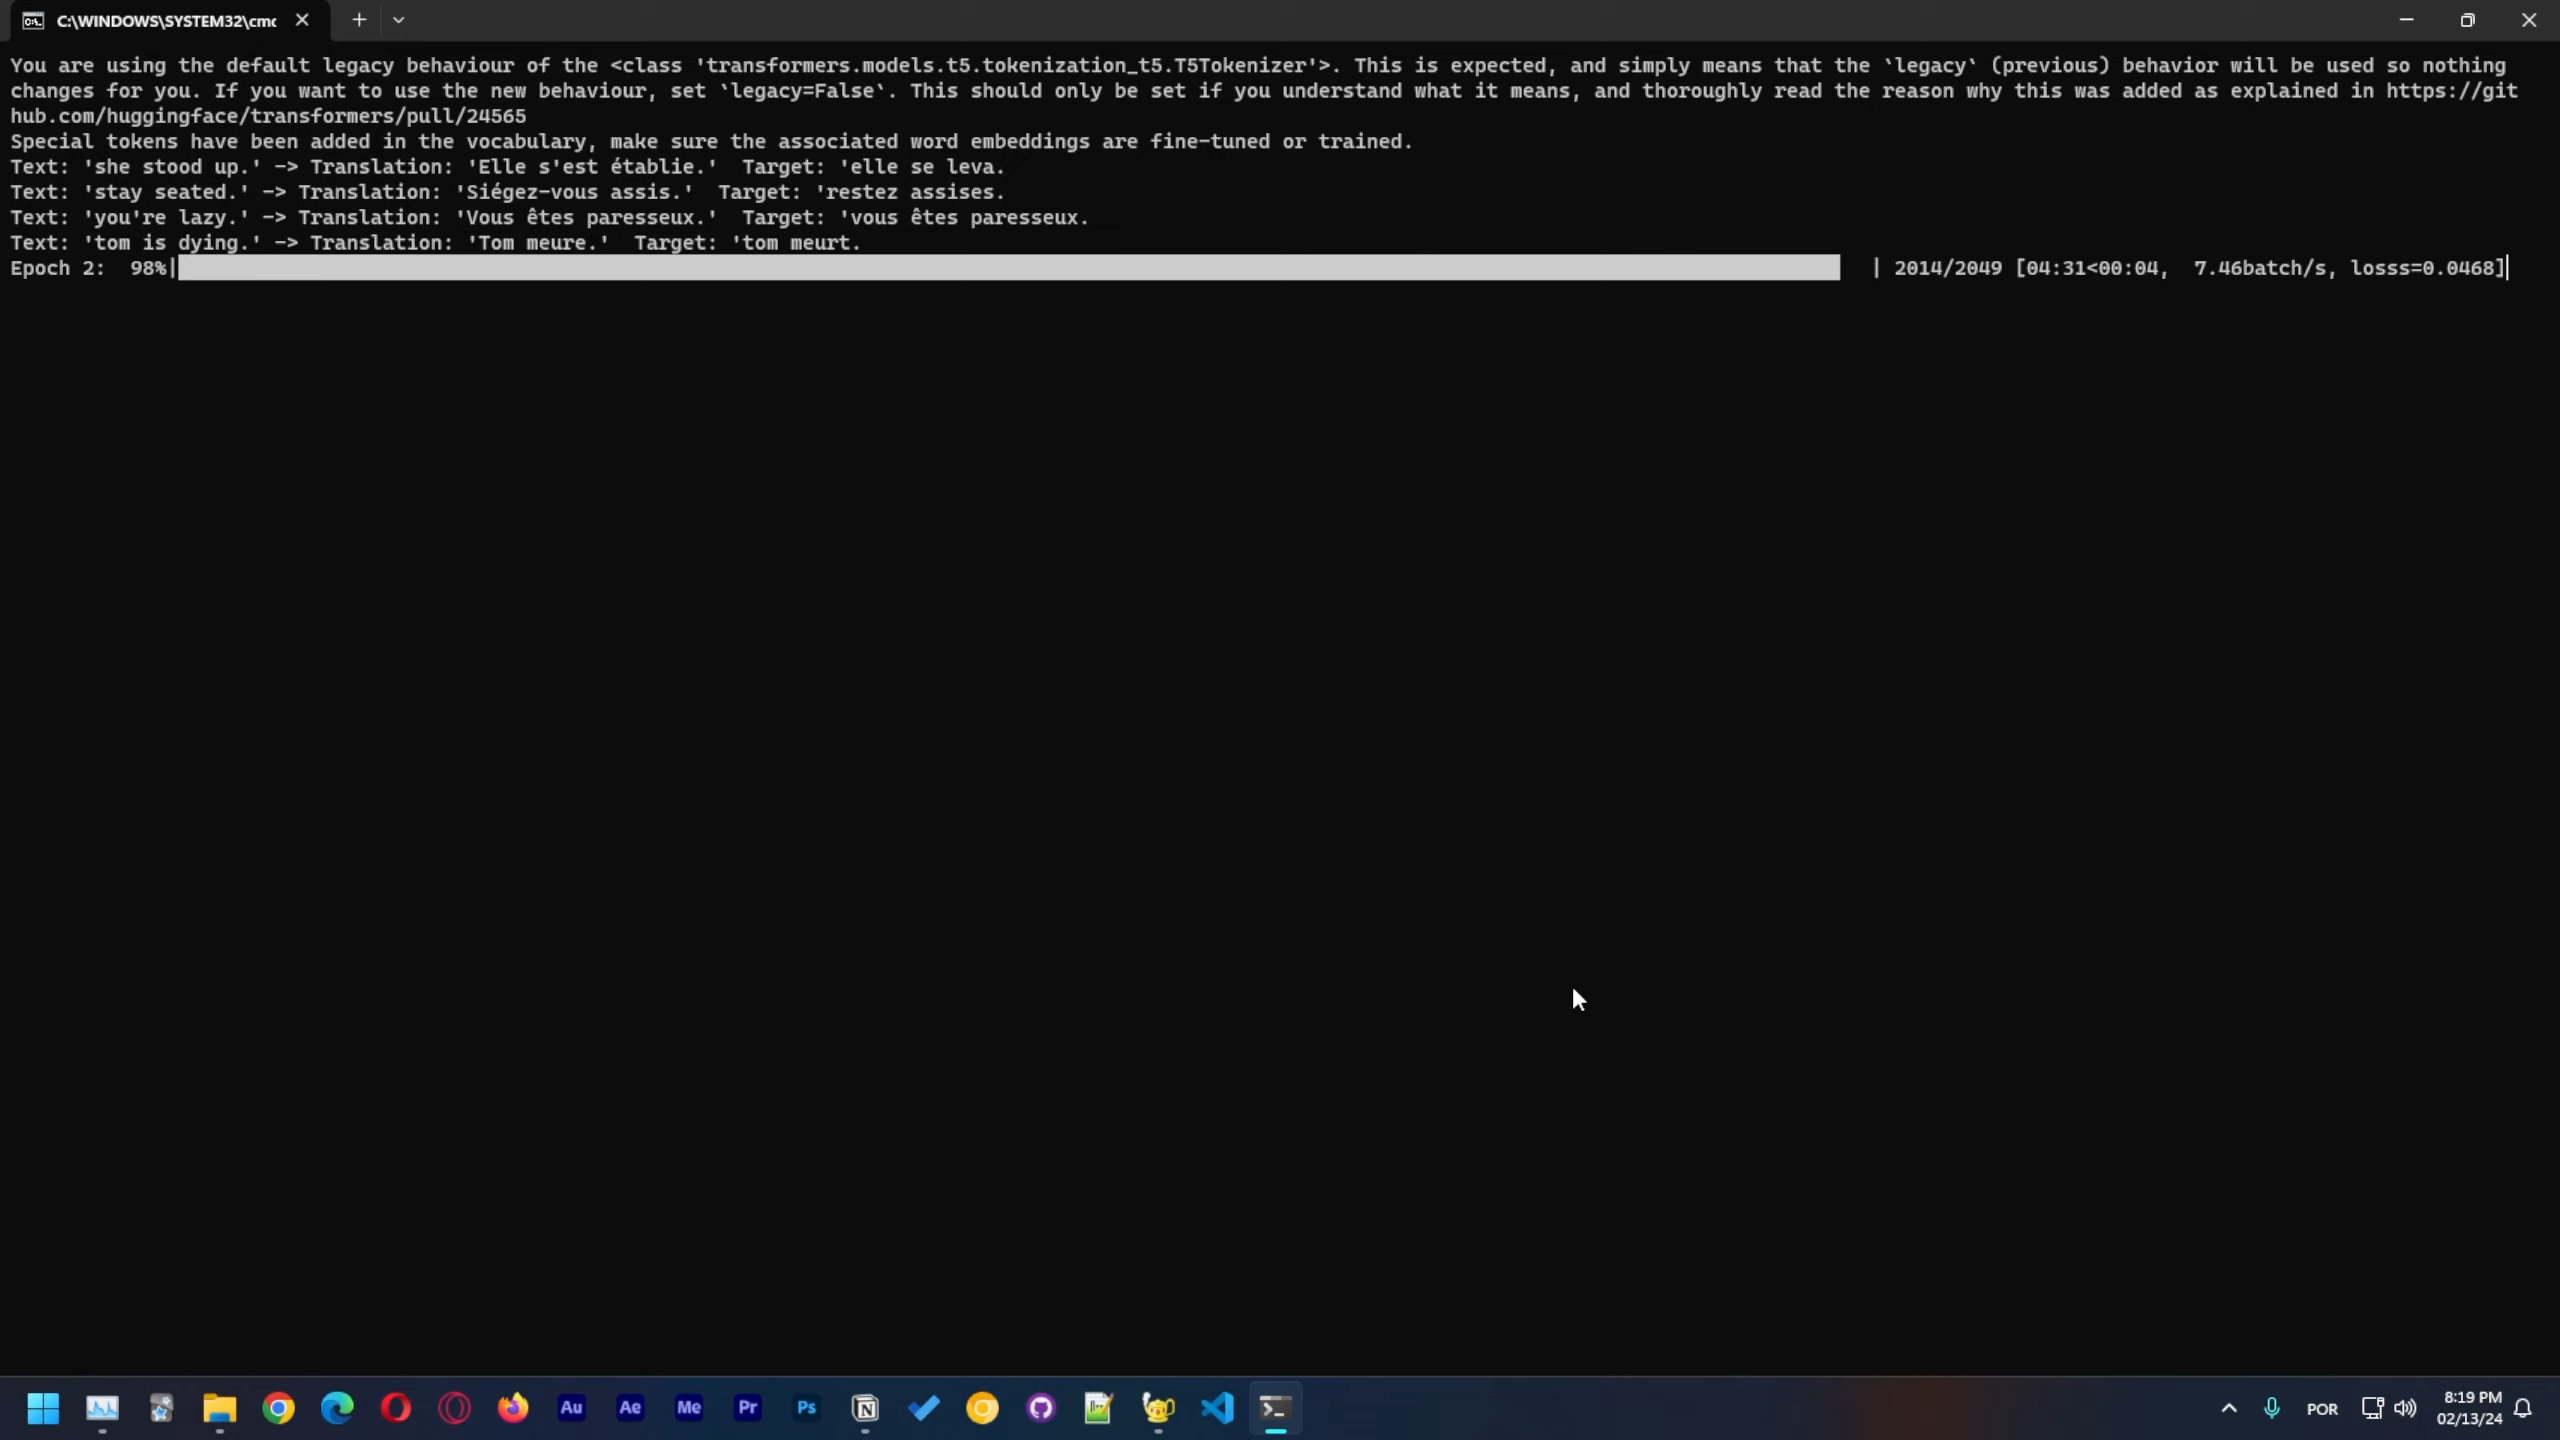 C:\WINDOWS\SYSTEM32\cmd
You are using the default legacy behaviour of the <class 'transformers.models.t5.tokenization_t5.T5Tokenizer'>. This is expected, and simply means that the `legacy` (previous) behavior will be used so nothing
changes for you. If you want to use the new behaviour, set `legacy=False`. This should only be set if you understand what it means, and thoroughly read the reason why this was added as explained in https://git
hub.com/huggingface/transformers/pull/24565
Special tokens have been added in the vocabulary, make sure the associated word embeddings are fine-tuned or trained.
Text: 'she stood up.' -> Translation: 'Elle s'est établie.'  Target: 'elle se leva.
Text: 'stay seated.' -> Translation: 'Siégez-vous assis.'  Target: 'restez assises.
Text: 'you're lazy.' -> Translation: 'Vous êtes paresseux.'  Target: 'vous êtes paresseux.
Text: 'tom is dying.' -> Translation: 'Tom meure.'  Target: 'tom meurt.
Epoch 2:  98%| | 2014/2049 [04:31<00:04,  7.46batch/s, losss=0.0468]
Au Ae Me Pr Ps N
POR
8:19 PM
02/13/24